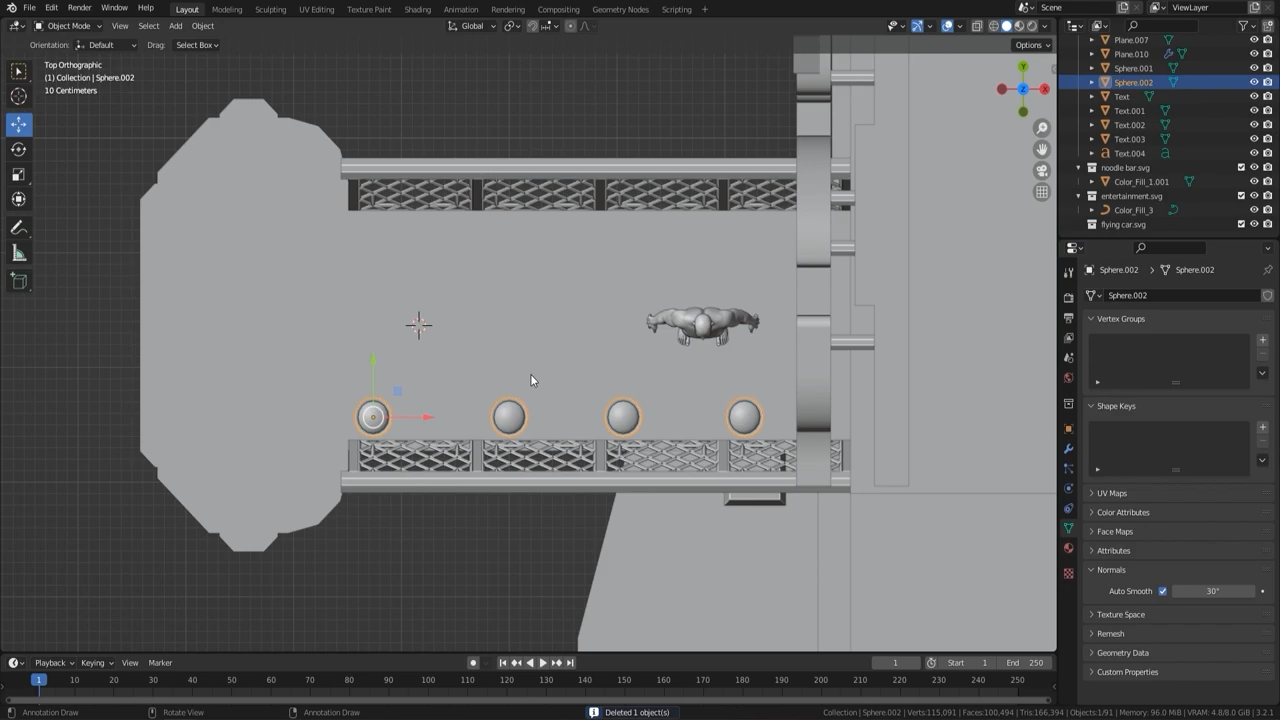 File Edit Render Window Help Layout Modeling Sculpting UV Editing Texture Paint Shading Animation Rendering Compositing Geometry Nodes Scripting + Scene ViewLayer
Object Mode View Select Add Object Global
Orientation: Default Drag: Select Box Options
Top Orthographic
(1) Collection | Sphere.002
10 Centimeters
Y
X
Z
Plane.007
Plane.010
Sphere.001
Sphere.002
Text
Text.001
Text.002
Text.003
Text.004
noodle bar.svg
Color_Fill_1.001
entertainment.svg
Color_Fill_3
flying car.svg
Sphere.002 > Sphere.002
Sphere.002
Vertex Groups
Shape Keys
UV Maps
Color Attributes
Face Maps
Attributes
Normals
Auto Smooth 30°
Texture Space
Remesh
Geometry Data
Custom Properties
Playback Keying View Marker 1 Start 1 End 250
1 10 20 30 40 50 60 70 80 90 100 110 120 130 140 150 160 170 180 190 200 210 220 230 240 250
Annotation Draw Rotate View Annotation Draw Deleted 1 object(s) Collection | Sphere.002 | Verts:115,091 | Faces:100,494 | Tris:166,394 | Objects:1/91 | Memory: 96.0 MiB | VRAM: 4.8/8.0 GiB | 3.2.1